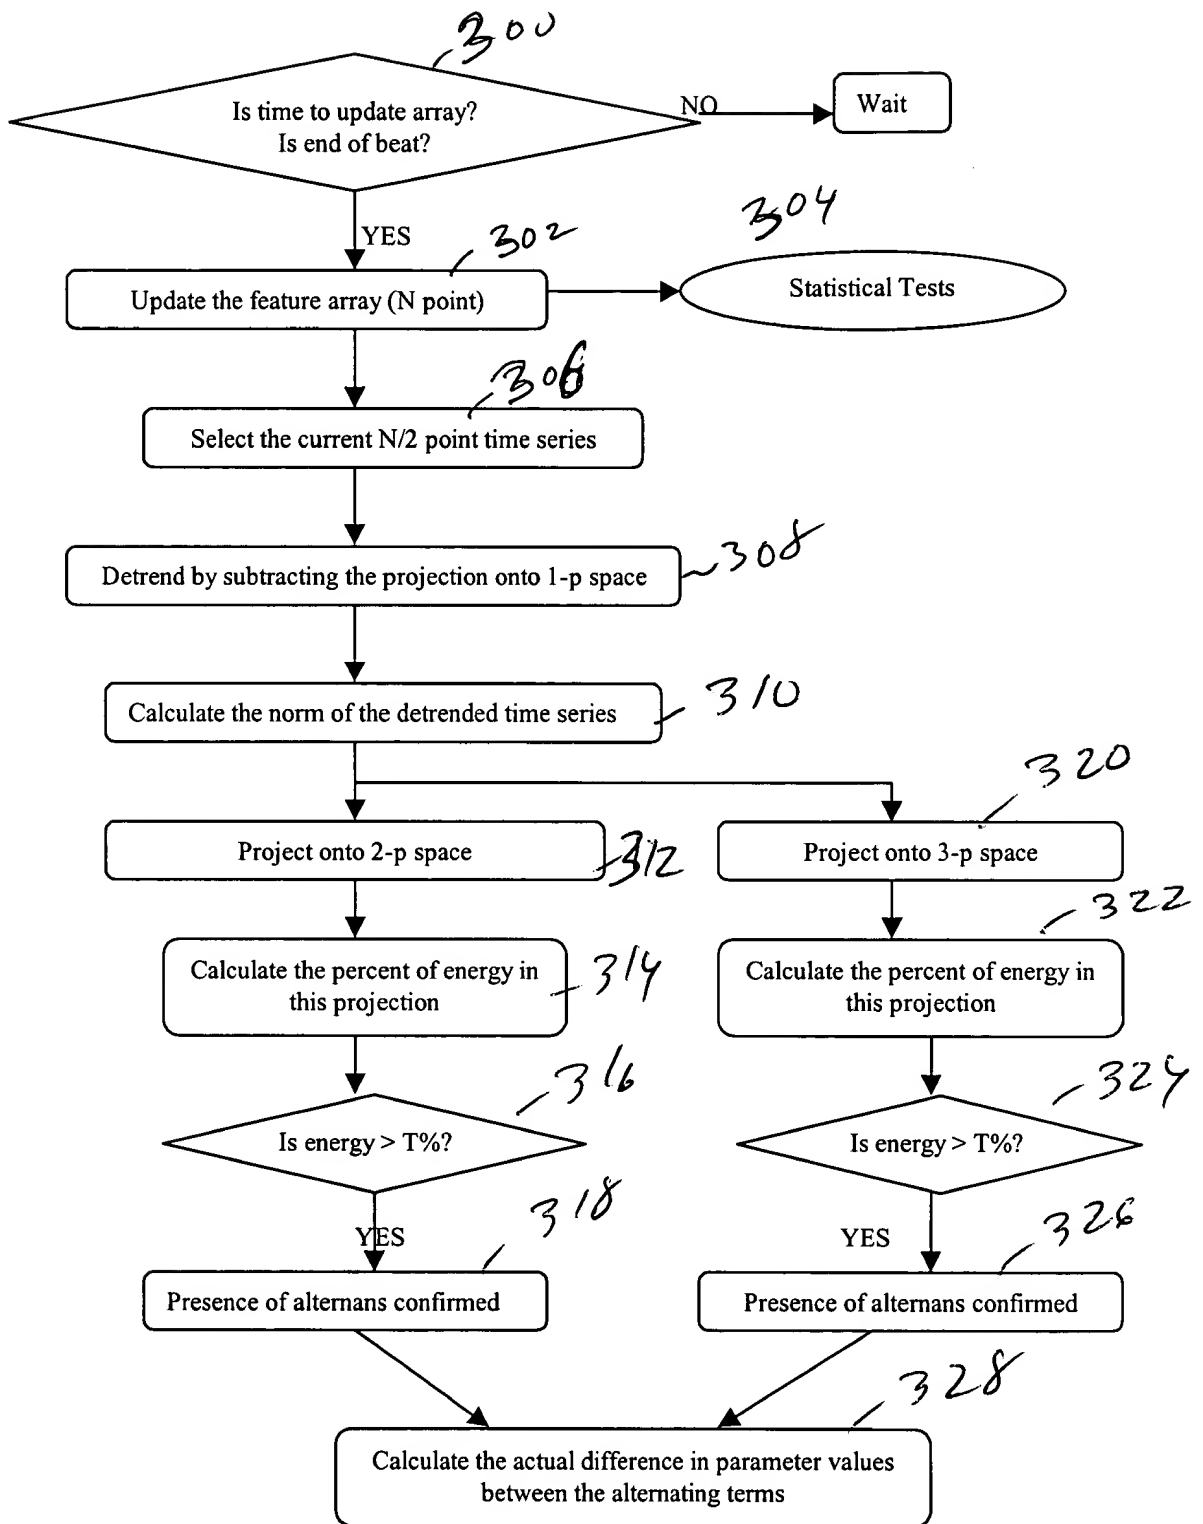 300
Is time to update array?
Is end of beat?
NO
Wait
YES
302
304
Update the feature array (N point)
Statistical Tests
306
Select the current N/2 point time series
308
Detrend by subtracting the projection onto 1-p space
310
Calculate the norm of the detrended time series
320
Project onto 2-p space
312
Project onto 3-p space
322
Calculate the percent of energy in
this projection
314
Calculate the percent of energy in
this projection
316
324
Is energy > T%?
Is energy > T%?
318
326
YES
YES
Presence of alternans confirmed
Presence of alternans confirmed
328
Calculate the actual difference in parameter values
between the alternating terms